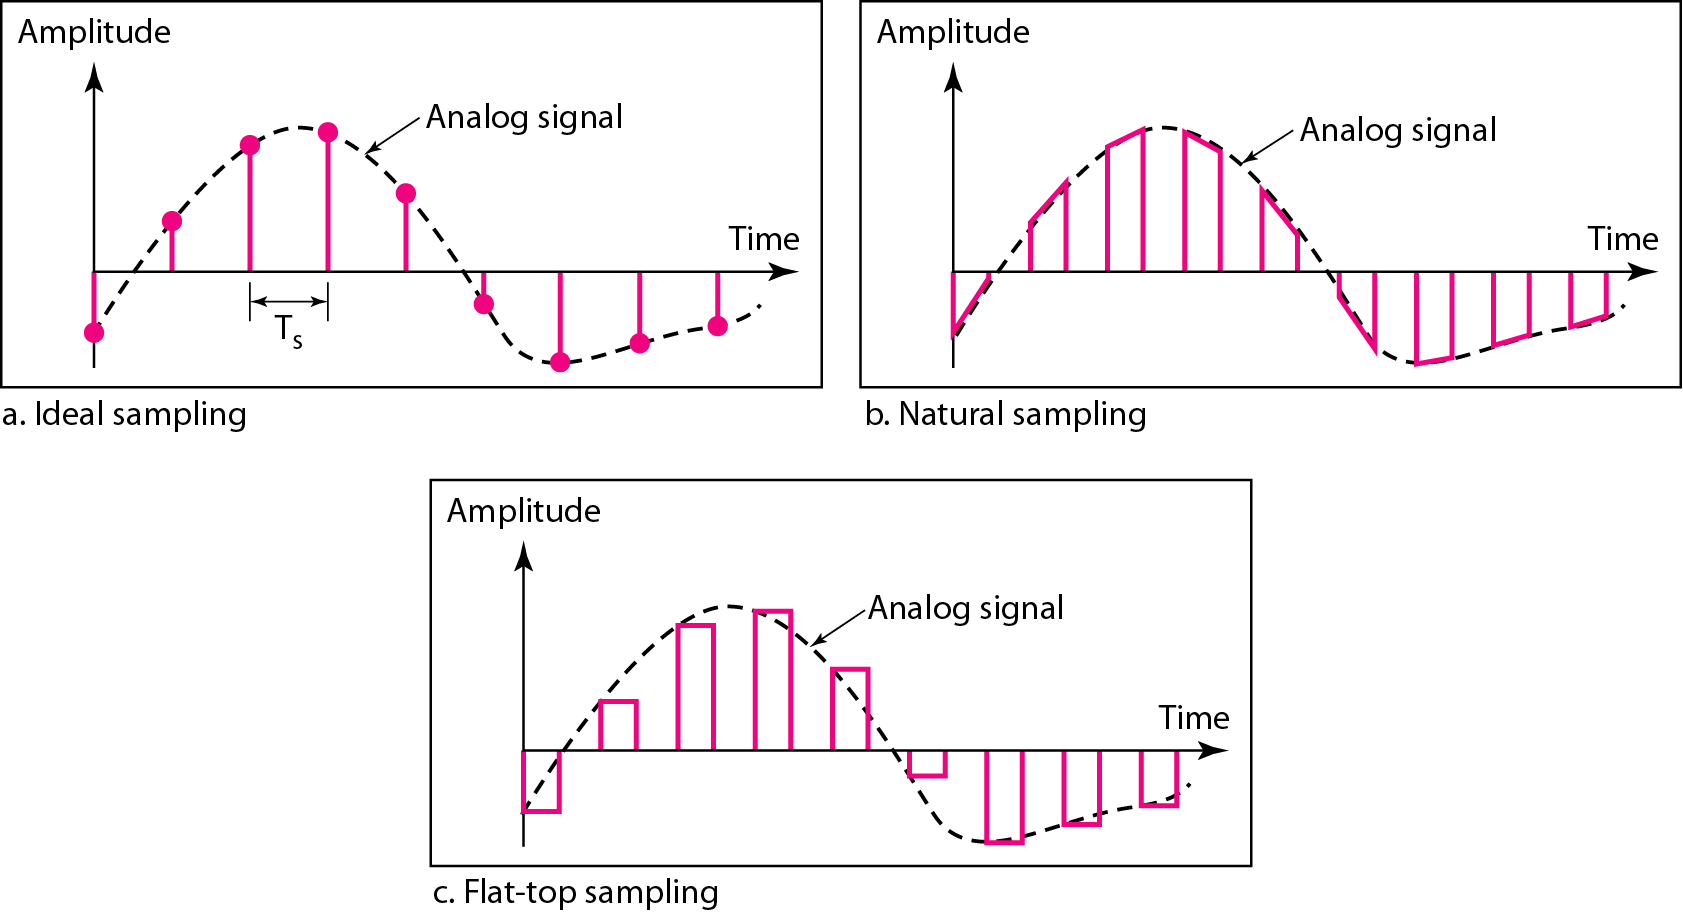 Amplitude
Analog signal
Time
Ts
a. Ideal sampling
Amplitude
Analog signal
Time
b. Natural sampling
Amplitude
Analog signal
Time
c. Flat-top sampling